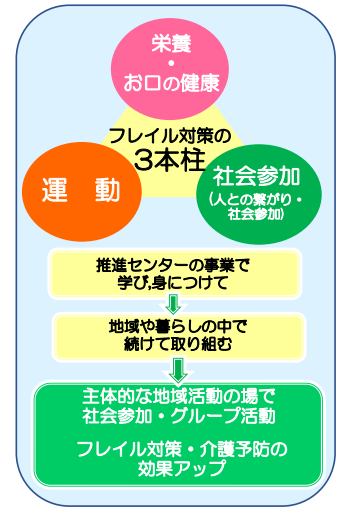 栄養
・
お口の健康
フレイル対策の
3本柱
運　動
社会参加
(人との繋がり・
社会参加)
推進センターの事業で
学び,身につけて
地域や暮らしの中で
続けて取り組む
主体的な地域活動の場で
社会参加・グループ活動
フレイル対策・介護予防の
効果アップ